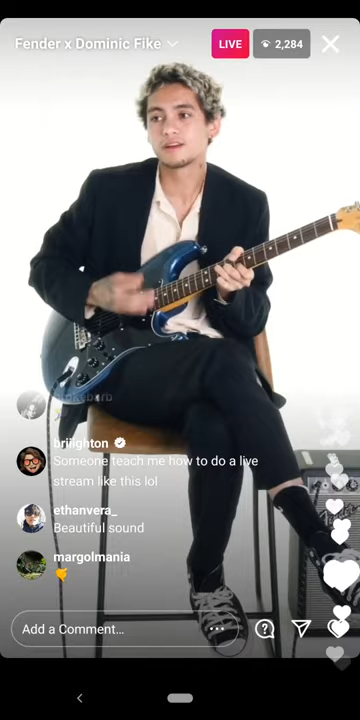 Fender x Dominic Fike
LIVE
2,284
briiighton
Someone teach me how to do a live
stream like this lol
ethanvera_
Beautiful sound
margolmania
Add a Comment...